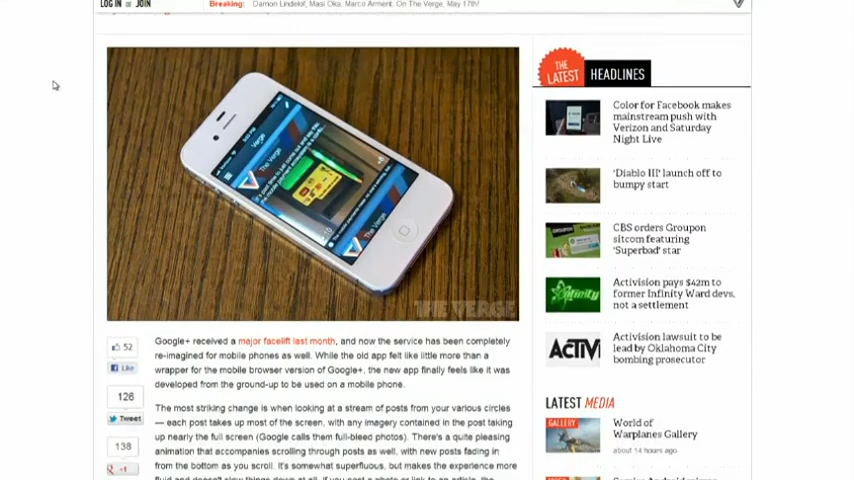 LOG IN or JOIN
Breaking: Damon Lindelof, Masi Oka, Marco Arment. On The Verge, May 17th!
THE LATEST HEADLINES
Color for Facebook makes
mainstream push with
Verizon and Saturday
Night Live
'Diablo III' launch off to
bumpy start
CBS orders Groupon
sitcom featuring
'Superbad' star
Activision pays $42m to
former Infinity Ward devs,
not a settlement
Activision lawsuit to be
lead by Oklahoma City
bombing prosecutor
LATEST MEDIA
GALLERY
World of
Warplanes Gallery
about 14 hours ago
Verge
The Verge
The Verge
THE VERGE
GROUPON
Infinity
ACTIV
52
Like
126
Tweet
138
+1
Google+ received a major facelift last month, and now the service has been completely
re-imagined for mobile phones as well. While the old app felt like little more than a
wrapper for the mobile browser version of Google+, the new app finally feels like it was
developed from the ground-up to be used on a mobile phone.
The most striking change is when looking at a stream of posts from your various circles
— each post takes up most of the screen, with any imagery contained in the post taking
up nearly the full screen (Google calls them full-bleed photos). There's a quite pleasing
animation that accompanies scrolling through posts as well, with new posts fading in
from the bottom as you scroll. It's somewhat superfluous, but makes the experience more